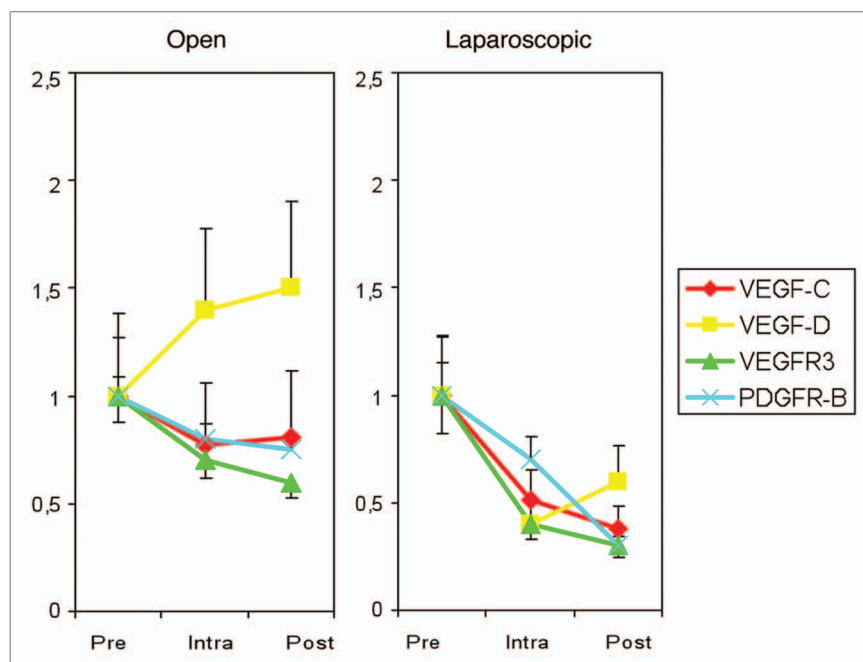 Open
Laparoscopic
2,5
2
1,5
1
0,5
0
Pre Intra Post
2,5
2
1,5
1
0,5
0
Pre Intra Post
VEGF-C
VEGF-D
VEGFR3
PDGFR-B